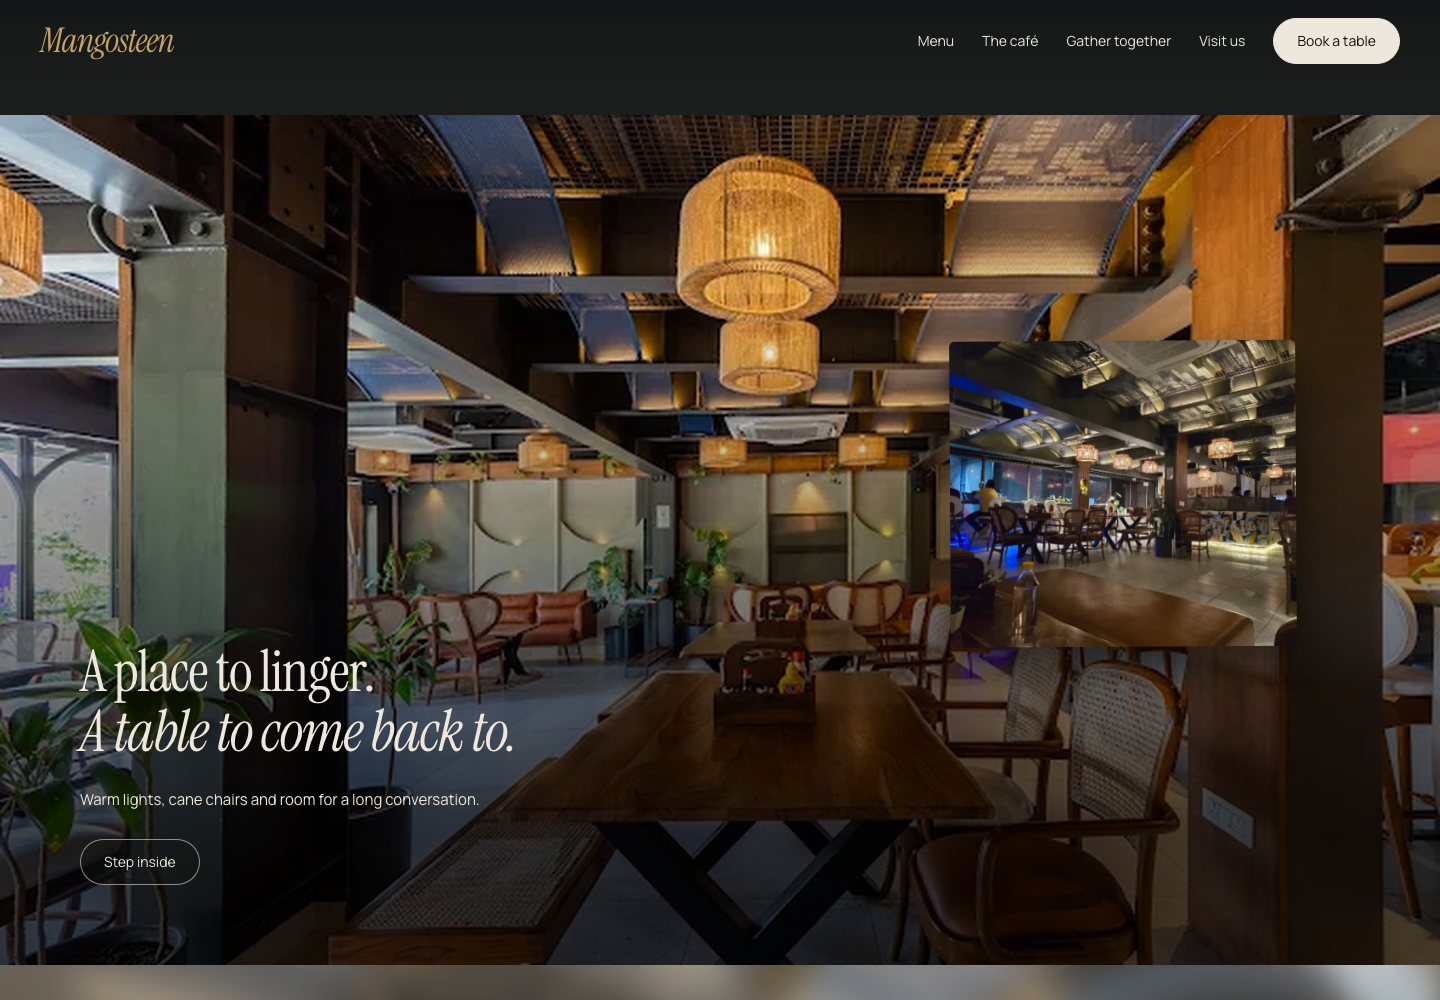 Mangosteen
Menu
The café
Gather together
Visit us
Book a table
A place to linger.
A table to come back to.
Warm lights, cane chairs and room for a long conversation.
Step inside